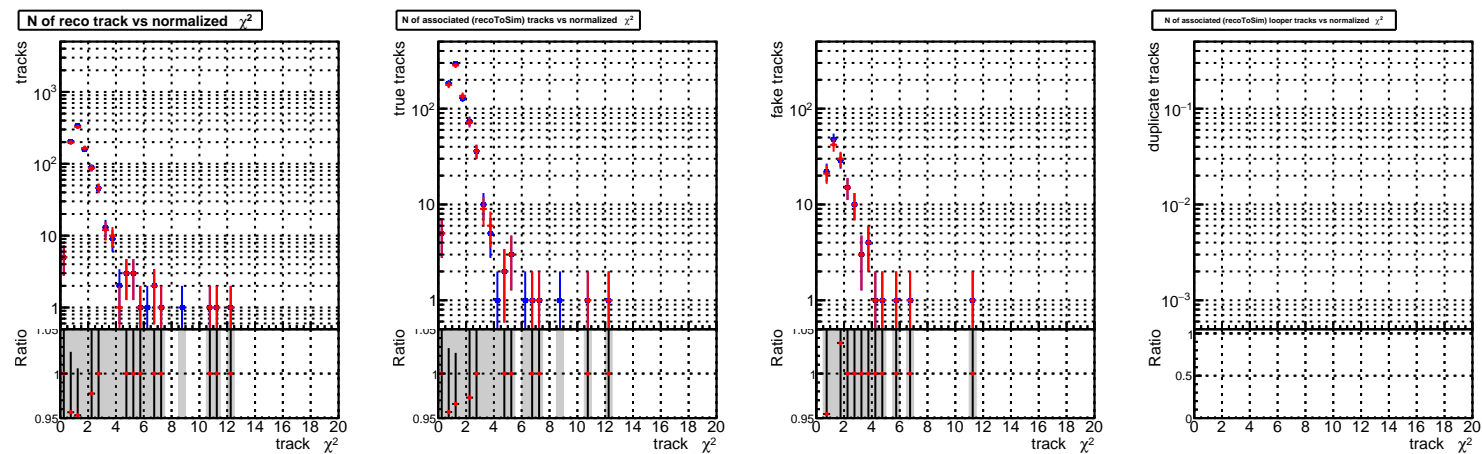 N of reco track vs normalized χ²
tracks
10³
10²
10
1
1.05
Ratio
1
0.95
0 2 4 6 8 10 12 14 16 18 20
track χ²
N of associated (recoToSim) tracks vs normalized χ²
true tracks
10²
10
1
1.05
Ratio
1
0.95
0 2 4 6 8 10 12 14 16 18 20
track χ²
fake tracks
10²
10
1
1.05
Ratio
1
0.95
0 2 4 6 8 10 12 14 16 18 20
track χ²
N of associated (recoToSim) looper tracks vs normalized χ²
duplicate tracks
10⁻¹
10⁻²
10⁻³
Ratio
1
0.5
0
0 2 4 6 8 10 12 14 16 18 20
track χ²